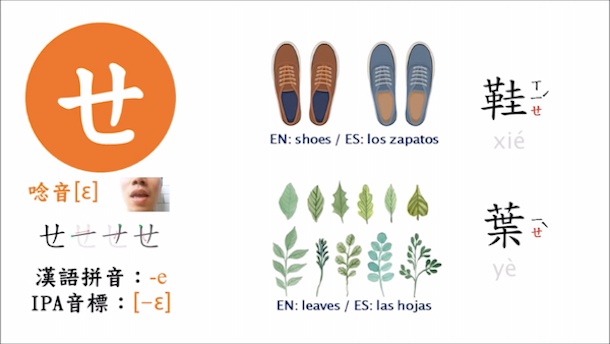 ㄝ
唸音[ɛ]
ㄝ ㄝ ㄝ ㄝ
漢語拼音：-e
IPA音標：[-ɛ]
EN: shoes / ES: los zapatos
鞋 ㄒㄧㄝˊ
xié
EN: leaves / ES: las hojas
葉 ㄧㄝˋ
yè